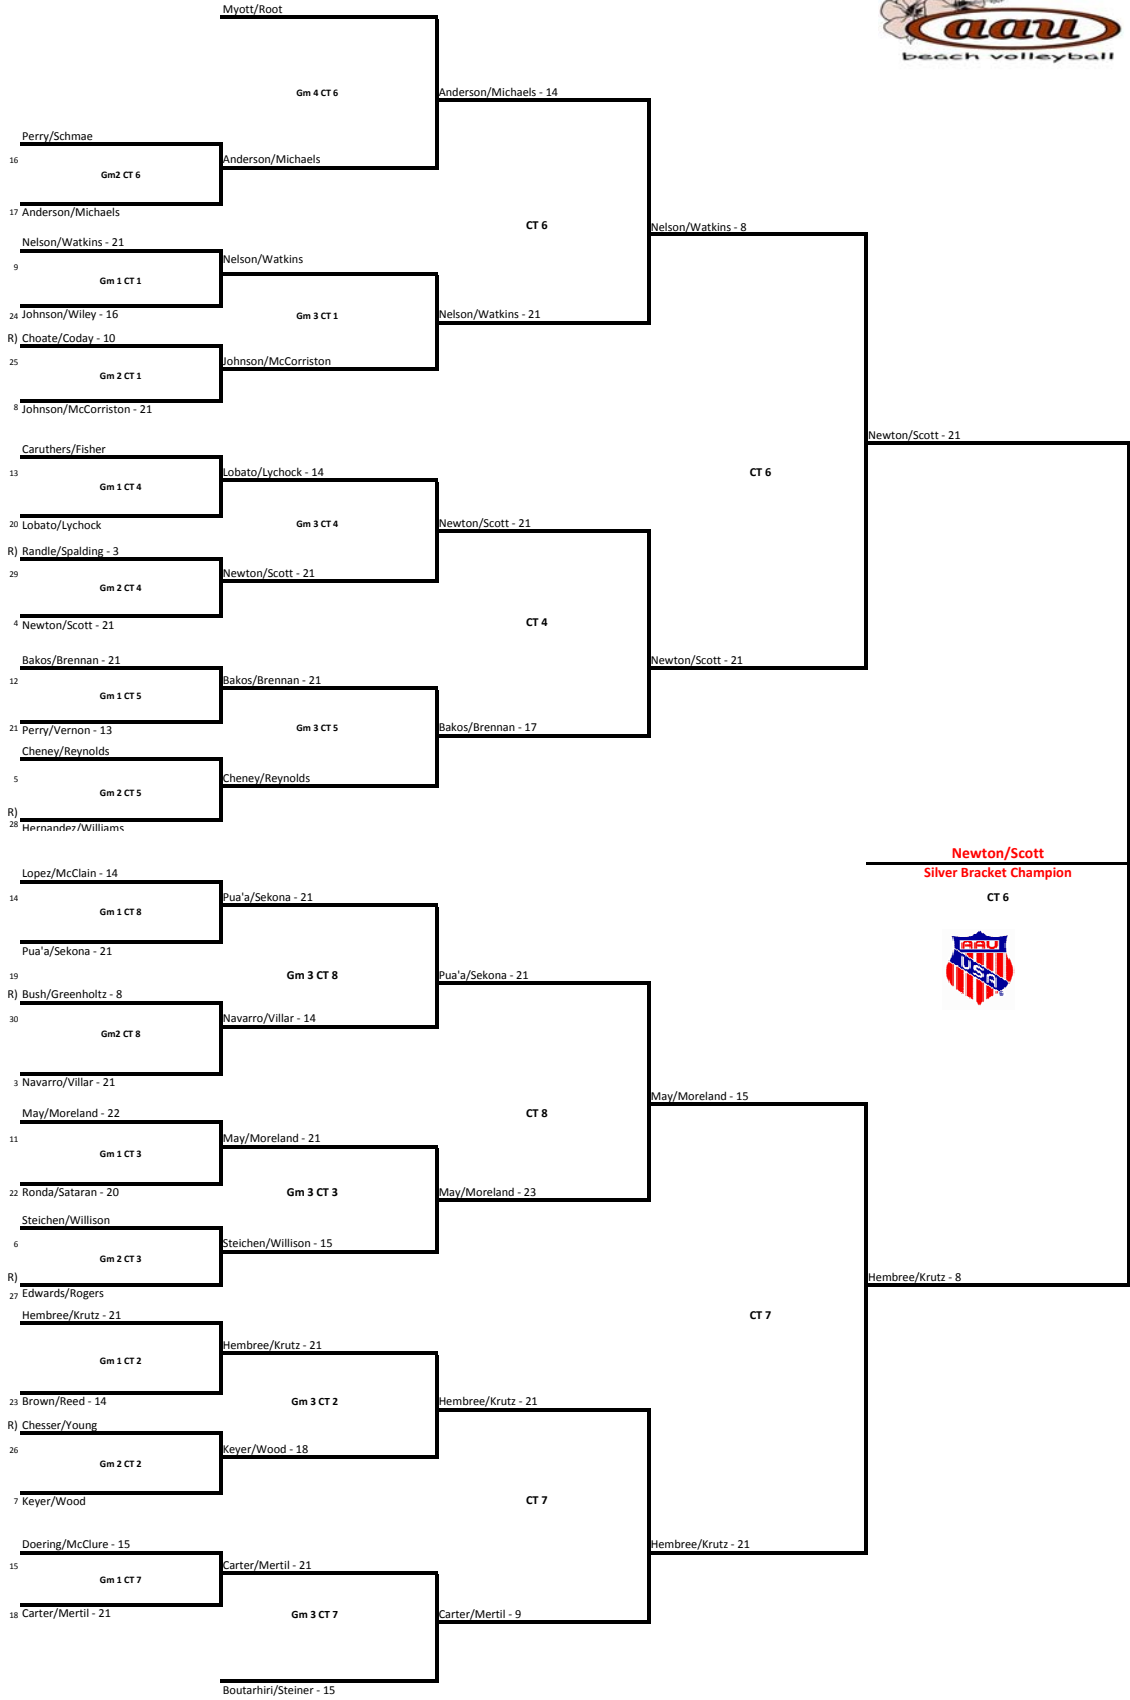 Myott/Root
aau
beach volleyball
Gm 4 CT 6
Anderson/Michaels - 14
Perry/Schmae
16
Anderson/Michaels
Gm2 CT 6
17 Anderson/Michaels
CT 6
Nelson/Watkins - 8
Nelson/Watkins - 21
Nelson/Watkins
9
Gm 1 CT 1
24 Johnson/Wiley - 16
Gm 3 CT 1
Nelson/Watkins - 21
R) Choate/Coday - 10
25
Johnson/McCorriston
Gm 2 CT 1
8 Johnson/McCorriston - 21
Newton/Scott - 21
Caruthers/Fisher
13
Lobato/Lychock - 14
CT 6
Gm 1 CT 4
20 Lobato/Lychock
Gm 3 CT 4
Newton/Scott - 21
R) Randle/Spalding - 3
29
Newton/Scott - 21
Gm 2 CT 4
4 Newton/Scott - 21
CT 4
Bakos/Brennan - 21
Newton/Scott - 21
12
Bakos/Brennan - 21
Gm 1 CT 5
21 Perry/Vernon - 13
Gm 3 CT 5
Bakos/Brennan - 17
Cheney/Reynolds
5
Cheney/Reynolds
Gm 2 CT 5
R)
28 Hernandez/Williams
Newton/Scott
Silver Bracket Champion
Lopez/McClain - 14
14
Pua'a/Sekona - 21
CT 6
Gm 1 CT 8
Pua'a/Sekona - 21
AAU
USA
19
Gm 3 CT 8
Pua'a/Sekona - 21
R) Bush/Greenholtz - 8
30
Navarro/Villar - 14
Gm2 CT 8
3 Navarro/Villar - 21
May/Moreland - 15
May/Moreland - 22
CT 8
11
May/Moreland - 21
Gm 1 CT 3
22 Ronda/Sataran - 20
Gm 3 CT 3
May/Moreland - 23
Steichen/Willison
6
Steichen/Willison - 15
Gm 2 CT 3
R)
27 Edwards/Rogers
Hembree/Krutz - 8
Hembree/Krutz - 21
CT 7
Hembree/Krutz - 21
Gm 1 CT 2
23 Brown/Reed - 14
Gm 3 CT 2
Hembree/Krutz - 21
R) Chesser/Young
26
Keyer/Wood - 18
Gm 2 CT 2
7 Keyer/Wood
CT 7
Doering/McClure - 15
Hembree/Krutz - 21
15
Carter/Mertil - 21
Gm 1 CT 7
18 Carter/Mertil - 21
Gm 3 CT 7
Carter/Mertil - 9
Boutarhiri/Steiner - 15